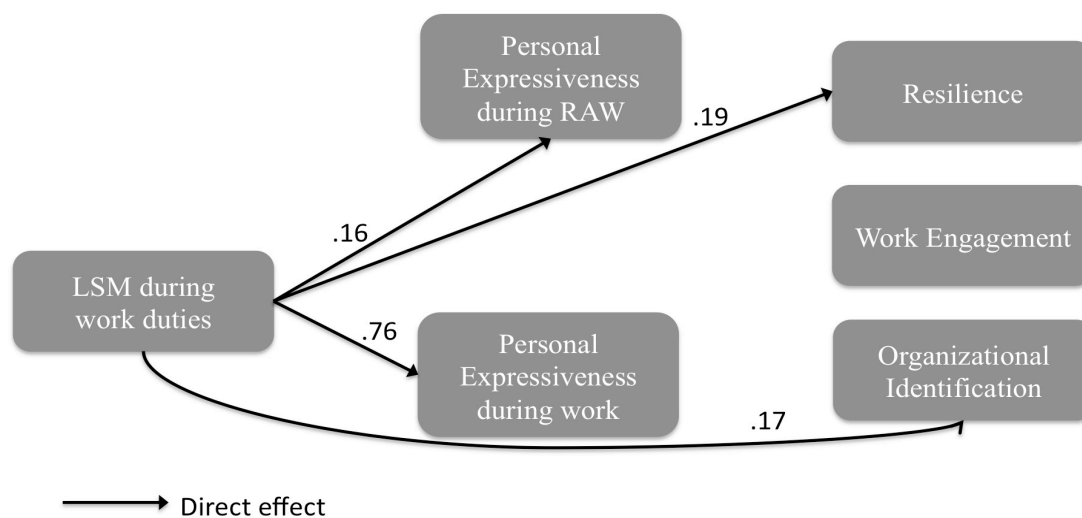 Personal
Expressiveness
during RAW
Resilience
.19
.16
Work Engagement
LSM during
work duties
.76
Personal
Expressiveness
during work
Organizational
Identification
.17
Direct effect